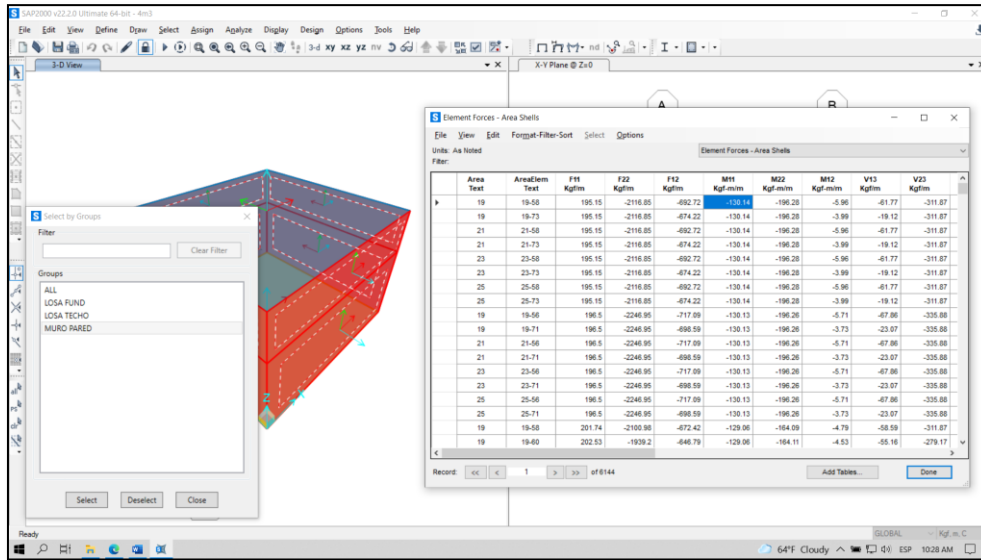 SAP2000 v22.2.0 Ultimate 64-bit - 4m3
File Edit View Define Draw Select Assign Analyze Display Design Options Tools Help
3-d xy xz yz nv nd
3-D View
X-Y Plane @ Z=0
A B
Element Forces - Area Shells
File View Edit Format-Filter-Sort Select Options
Units: As Noted Element Forces - Area Shells
Filter:
Area AreaElem F11 F22 F12 M11 M22 M12 V13 V23
Text Text Kgf/m Kgf/m Kgf/m Kgf-m/m Kgf-m/m Kgf-m/m Kgf/m Kgf/m
19 19-58 195.15 -2116.85 -692.72 -130.14 -196.28 -5.96 -61.77 -311.87
19 19-73 195.15 -2116.85 -674.22 -130.14 -196.28 -3.99 -19.12 -311.87
21 21-58 195.15 -2116.85 -692.72 -130.14 -196.28 -5.96 -61.77 -311.87
21 21-73 195.15 -2116.85 -674.22 -130.14 -196.28 -3.99 -19.12 -311.87
23 23-58 195.15 -2116.85 -692.72 -130.14 -196.28 -5.96 -61.77 -311.87
23 23-73 195.15 -2116.85 -674.22 -130.14 -196.28 -3.99 -19.12 -311.87
25 25-58 195.15 -2116.85 -692.72 -130.14 -196.28 -5.96 -61.77 -311.87
25 25-73 195.15 -2116.85 -674.22 -130.14 -196.28 -3.99 -19.12 -311.87
19 19-56 196.5 -2246.95 -717.09 -130.13 -196.26 -5.71 -67.86 -335.88
19 19-71 196.5 -2246.95 -698.59 -130.13 -196.26 -3.73 -23.07 -335.88
21 21-56 196.5 -2246.95 -717.09 -130.13 -196.26 -5.71 -67.86 -335.88
21 21-71 196.5 -2246.95 -698.59 -130.13 -196.26 -3.73 -23.07 -335.88
23 23-56 196.5 -2246.95 -717.09 -130.13 -196.26 -5.71 -67.86 -335.88
23 23-71 196.5 -2246.95 -698.59 -130.13 -196.26 -3.73 -23.07 -335.88
25 25-56 196.5 -2246.95 -717.09 -130.13 -196.26 -5.71 -67.86 -335.88
25 25-71 196.5 -2246.95 -698.59 -130.13 -196.26 -3.73 -23.07 -335.88
19 19-58 201.74 -2100.98 -672.42 -129.06 -164.09 -4.79 -58.59 -311.87
19 19-60 202.53 -1939.2 -646.79 -129.06 -164.11 -4.53 -55.16 -279.17
Record: << < 1 > >> of 6144 Add Tables... Done
Select by Groups
Filter
Clear Filter
Groups
ALL
LOSA FUND
LOSA TECHO
MURO PARED
Select Deselect Close
Z
X
Ready GLOBAL Kgf, m, C
64°F Cloudy ESP 10:28 AM